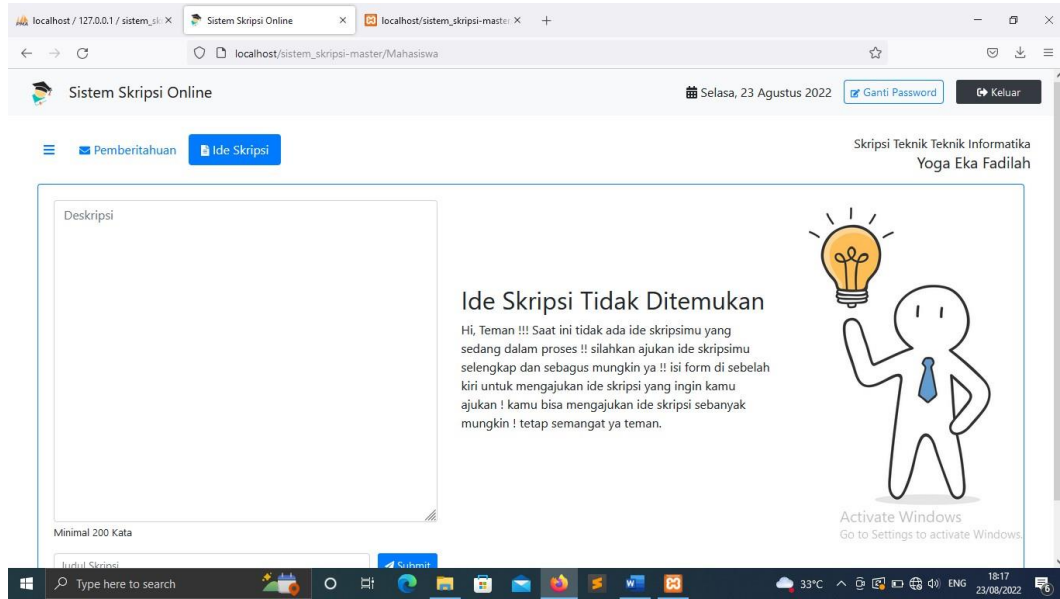 localhost / 127.0.0.1 / sistem_sk
Sistem Skripsi Online
localhost/sistem_skripsi-master
localhost/sistem_skripsi-master/Mahasiswa
Sistem Skripsi Online
Selasa, 23 Agustus 2022
Ganti Password
Keluar
Pemberitahuan
Ide Skripsi
Skripsi Teknik Teknik Informatika
Yoga Eka Fadilah
Deskripsi
Ide Skripsi Tidak Ditemukan
Hi, Teman !!! Saat ini tidak ada ide skripsimu yang
sedang dalam proses !! silahkan ajukan ide skripsimu
selengkap dan sebagus mungkin ya !! isi form di sebelah
kiri untuk mengajukan ide skripsi yang ingin kamu
ajukan ! kamu bisa mengajukan ide skripsi sebanyak
mungkin ! tetap semangat ya teman.
Minimal 200 Kata
Judul Skripsi
Submit
Activate Windows
Go to Settings to activate Windows.
Type here to search
33°C
ENG
18:17
23/08/2022
6